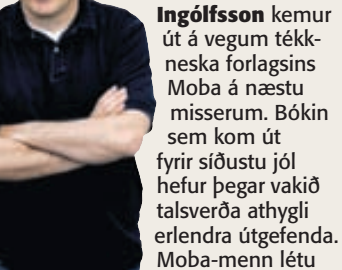 Ingólfsson kemur
út á vegum tékk-
neska forlagsins
Moba á næstu
misserum. Bókin
sem kom út
fyrir síðustu jól
hefur þegar vakið
talsverða athygli
erlendra útgefenda.
Moba-menn létu